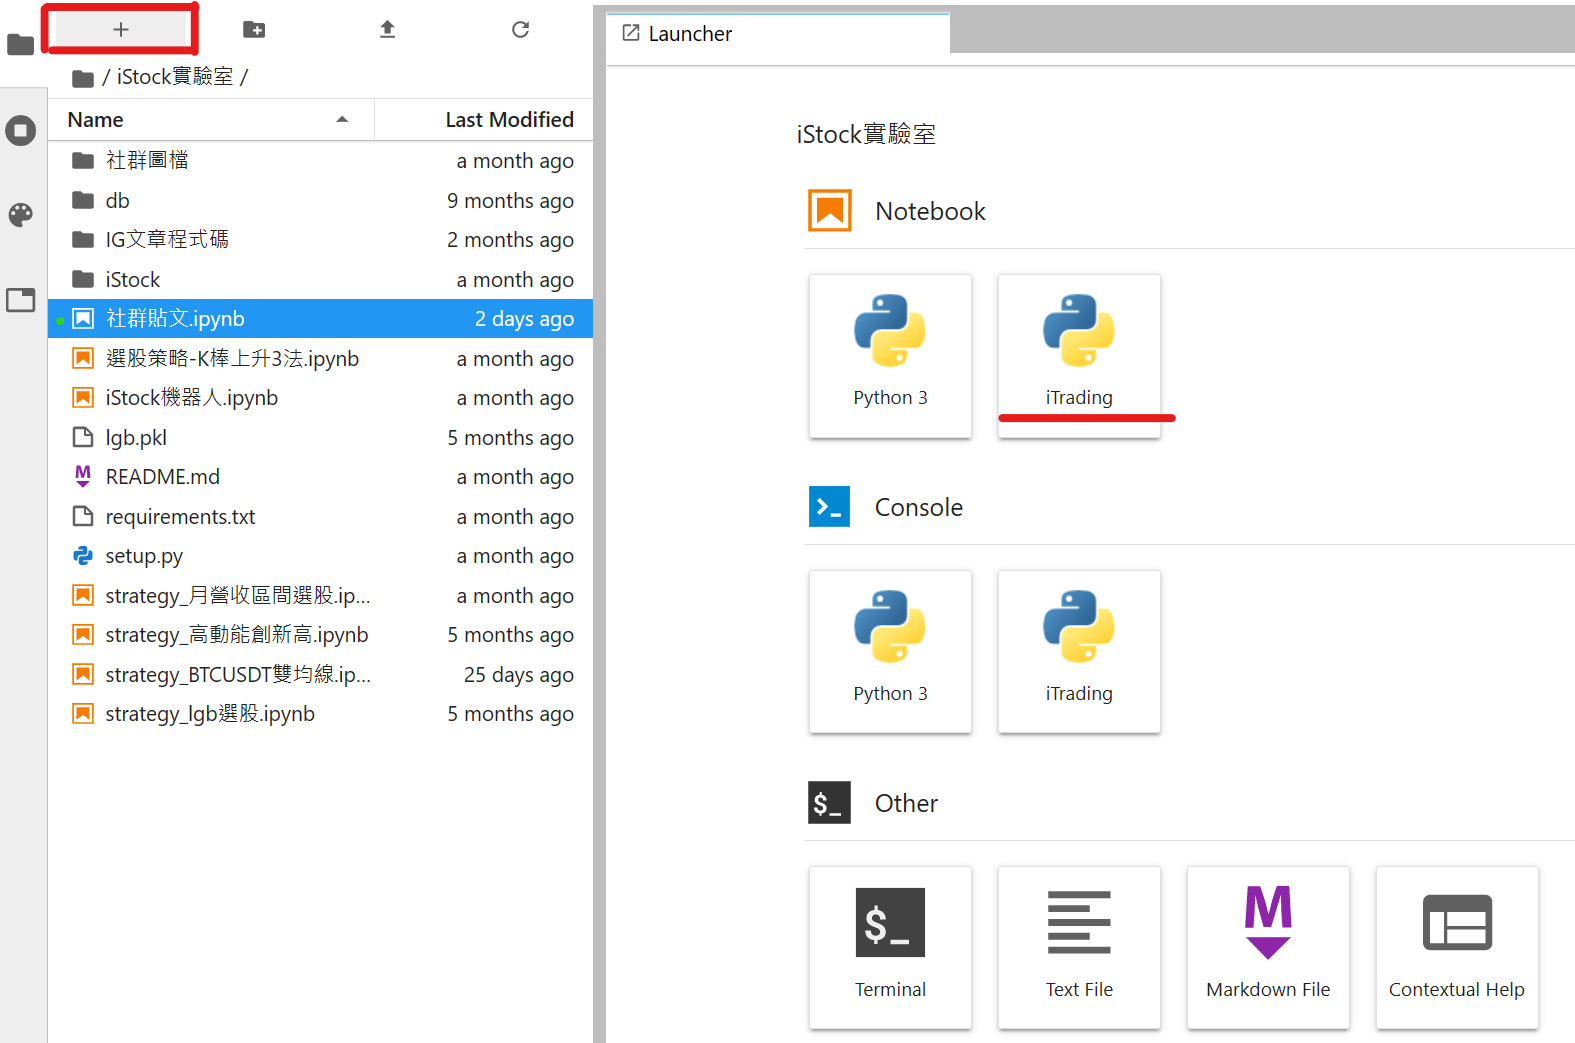 / iStock實驗室 /
Name Last Modified
社群圖檔 a month ago
db 9 months ago
IG文章程式碼 2 months ago
iStock a month ago
社群貼文.ipynb 2 days ago
選股策略-K棒上升3法.ipynb a month ago
iStock機器人.ipynb a month ago
lgb.pkl 5 months ago
README.md a month ago
requirements.txt a month ago
setup.py a month ago
strategy_月營收區間選股.ip... a month ago
strategy_高動能創新高.ipynb 5 months ago
strategy_BTCUSDT雙均線.ip... 25 days ago
strategy_lgb選股.ipynb 5 months ago
Launcher
iStock實驗室
Notebook
Python 3 iTrading
Console
Python 3 iTrading
$_ Other
$_ M
Terminal Text File Markdown File Contextual Help